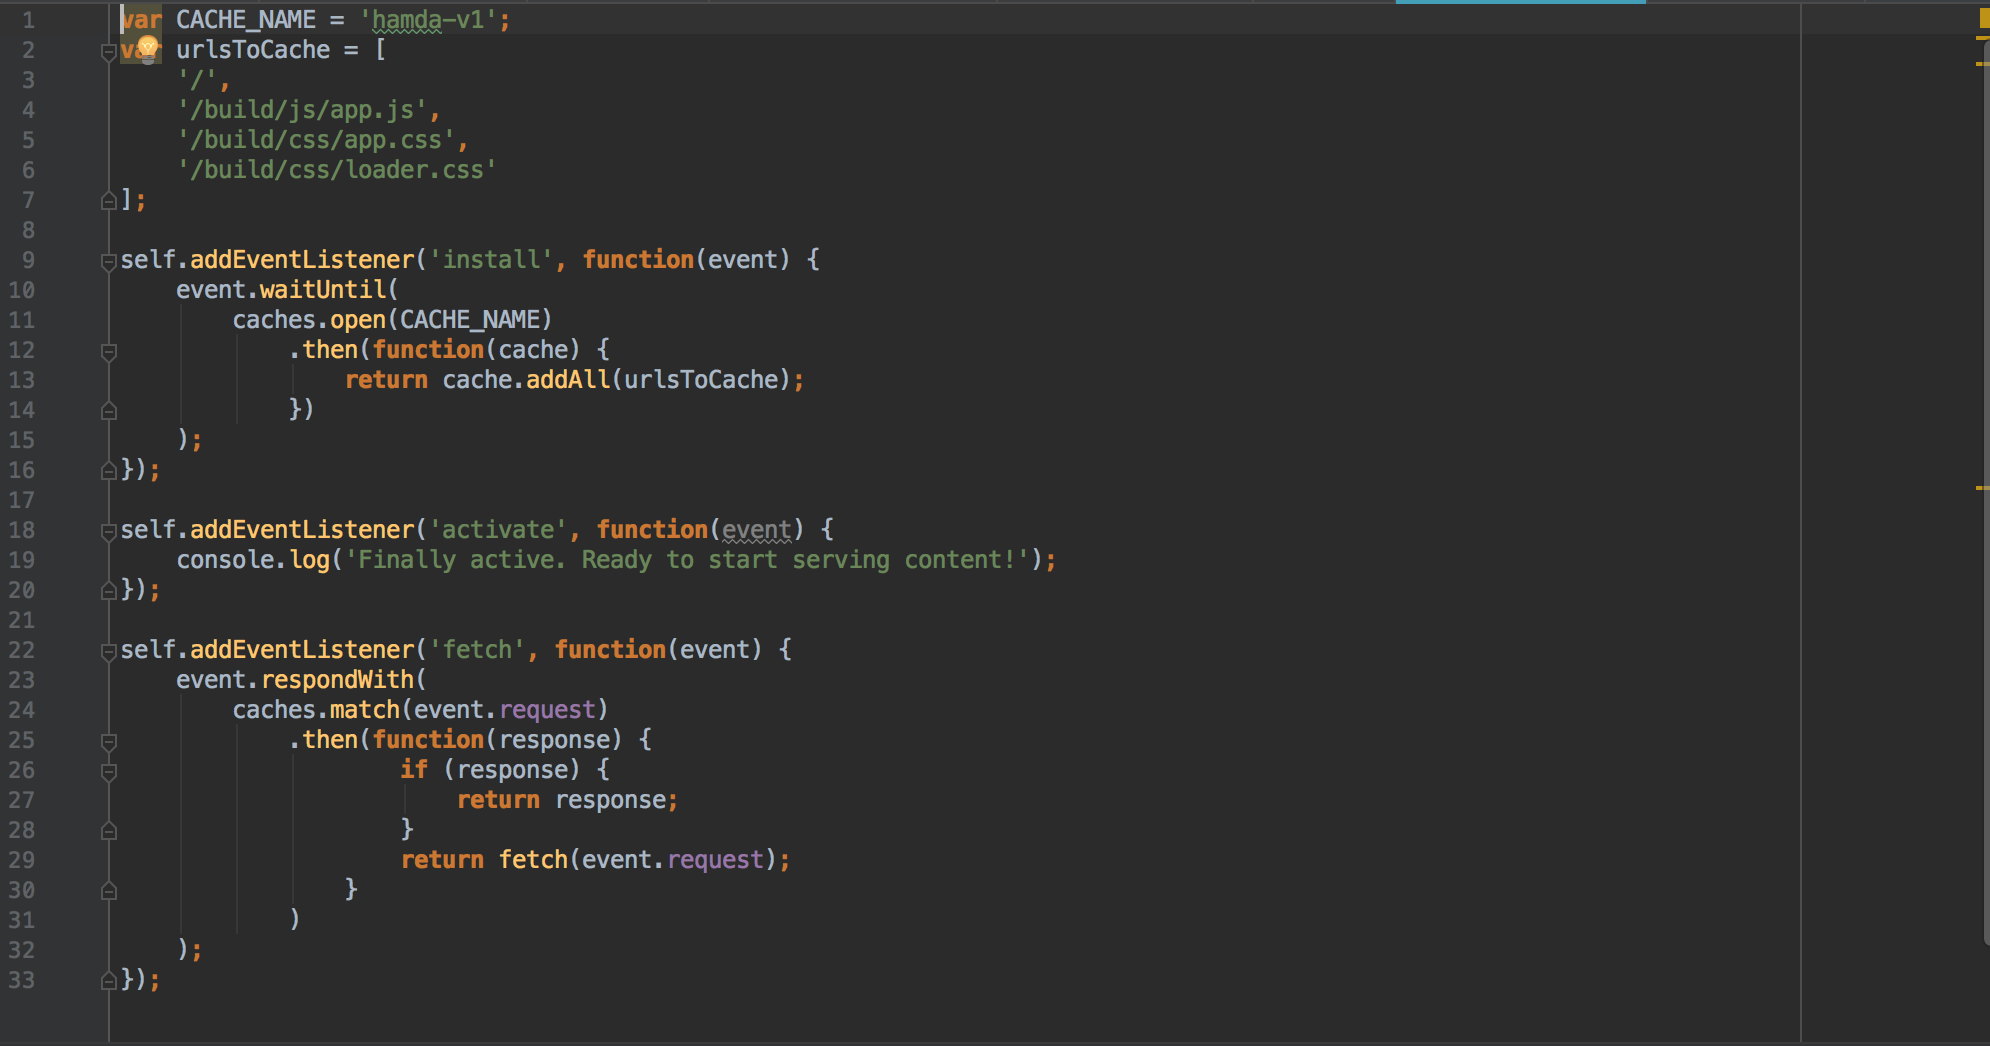 1 var CACHE_NAME = 'hamda-v1';
2 var urlsToCache = [
3     '/',
4     '/build/js/app.js',
5     '/build/css/app.css',
6     '/build/css/loader.css'
7 ];
8
9 self.addEventListener('install', function(event) {
10     event.waitUntil(
11         caches.open(CACHE_NAME)
12             .then(function(cache) {
13                 return cache.addAll(urlsToCache);
14             })
15     );
16 });
17
18 self.addEventListener('activate', function(event) {
19     console.log('Finally active. Ready to start serving content!');
20 });
21
22 self.addEventListener('fetch', function(event) {
23     event.respondWith(
24         caches.match(event.request)
25             .then(function(response) {
26                     if (response) {
27                         return response;
28                     }
29                     return fetch(event.request);
30                 }
31             )
32     );
33 });